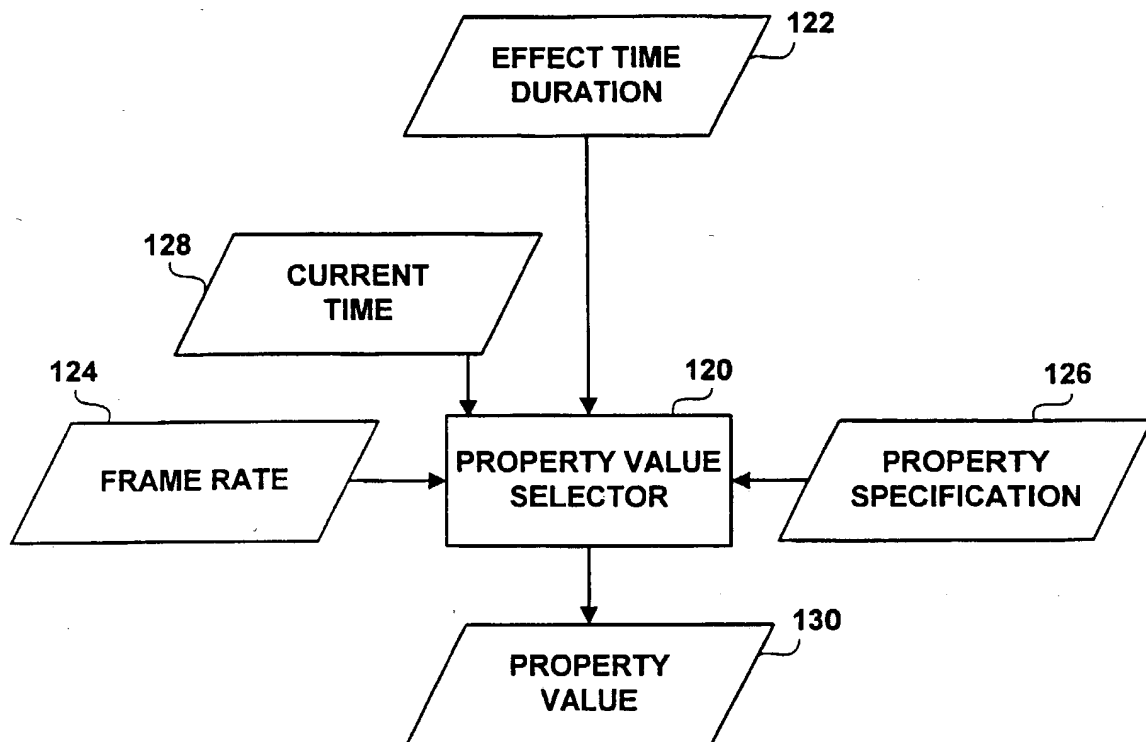 122
EFFECT TIME
DURATION
128
CURRENT
TIME
124
FRAME RATE
120
PROPERTY VALUE
SELECTOR
126
PROPERTY
SPECIFICATION
130
PROPERTY
VALUE